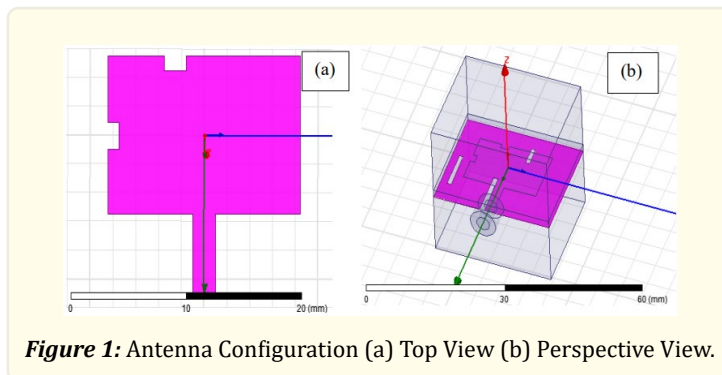 (a)
0 10 20 (mm)
(b)
Z
0 30 60 (mm)
Figure 1: Antenna Configuration (a) Top View (b) Perspective View.